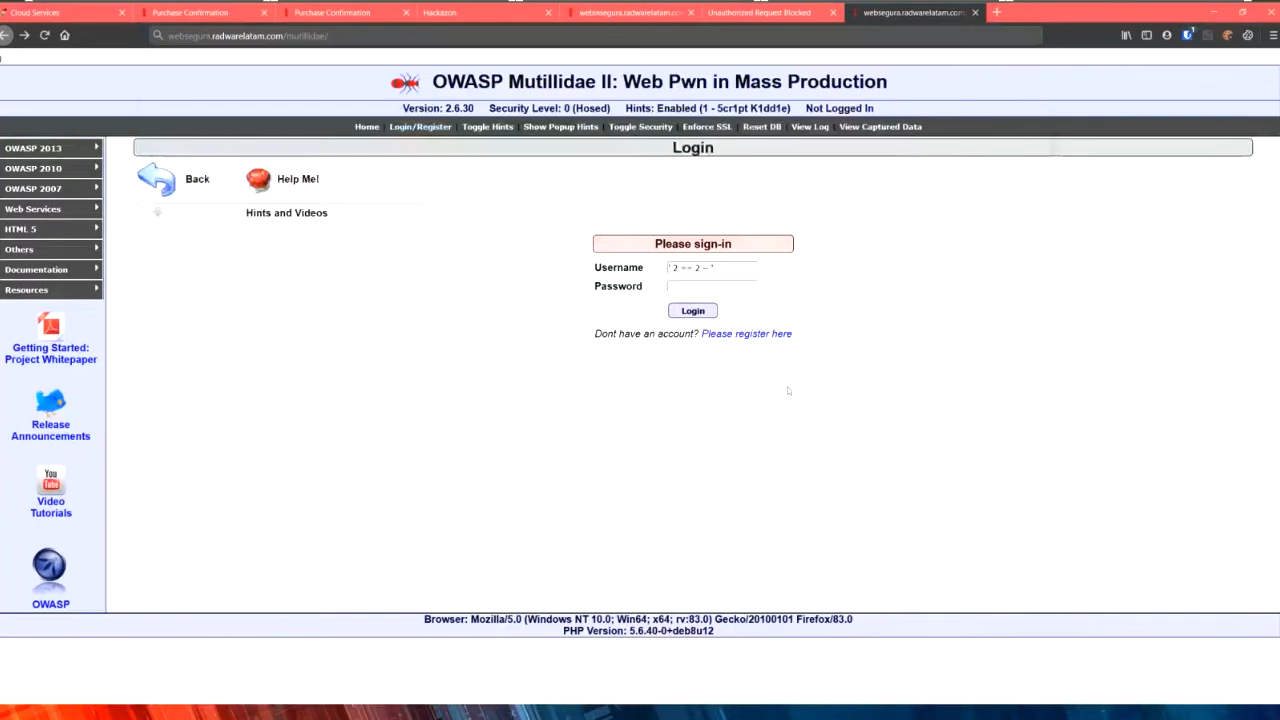 Cloud Services
Purchase Confirmation
Purchase Confirmation
Hackazon
websegura.radwarelatam.com/mu
Unauthorized Request Blocked
websegura.radwarelatam.com
websegura.radwarelatam.com/mutillidae/
OWASP Mutillidae II: Web Pwn in Mass Production
Version: 2.6.30 Security Level: 0 (Hosed) Hints: Enabled (1 - 5cr1pt K1dd1e) Not Logged In
Home Login/Register Toggle Hints Show Popup Hints Toggle Security Enforce SSL Reset DB View Log View Captured Data
OWASP 2013
OWASP 2010
OWASP 2007
Web Services
HTML 5
Others
Documentation
Resources
Getting Started:
Project Whitepaper
Release
Announcements
You
Tube
Video
Tutorials
OWASP
Login
Back
Help Me!
Hints and Videos
Please sign-in
Username ' 2 == 2 -- '
Password
Login
Dont have an account? Please register here
Browser: Mozilla/5.0 (Windows NT 10.0; Win64; x64; rv:83.0) Gecko/20100101 Firefox/83.0
PHP Version: 5.6.40-0+deb8u12